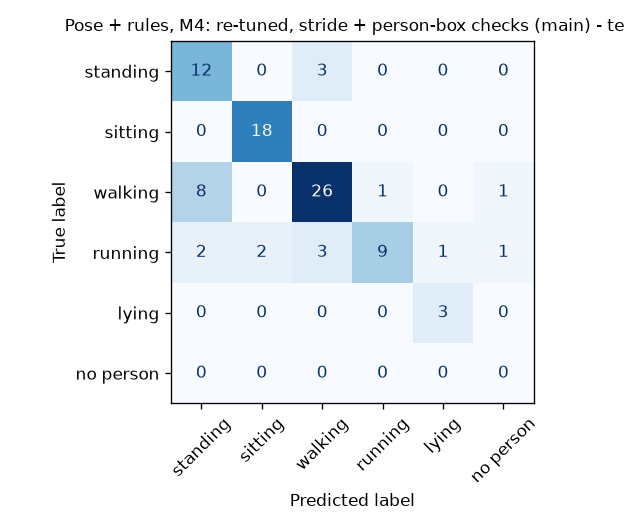 Pose + rules, M4: re-tuned, stride + person-box checks (main) - te
standing 12 0 3 0 0 0
sitting 0 18 0 0 0 0
walking 8 0 26 1 0 1
running 2 2 3 9 1 1
lying 0 0 0 0 3 0
no person 0 0 0 0 0 0
True label
standing sitting walking running lying no person
Predicted label